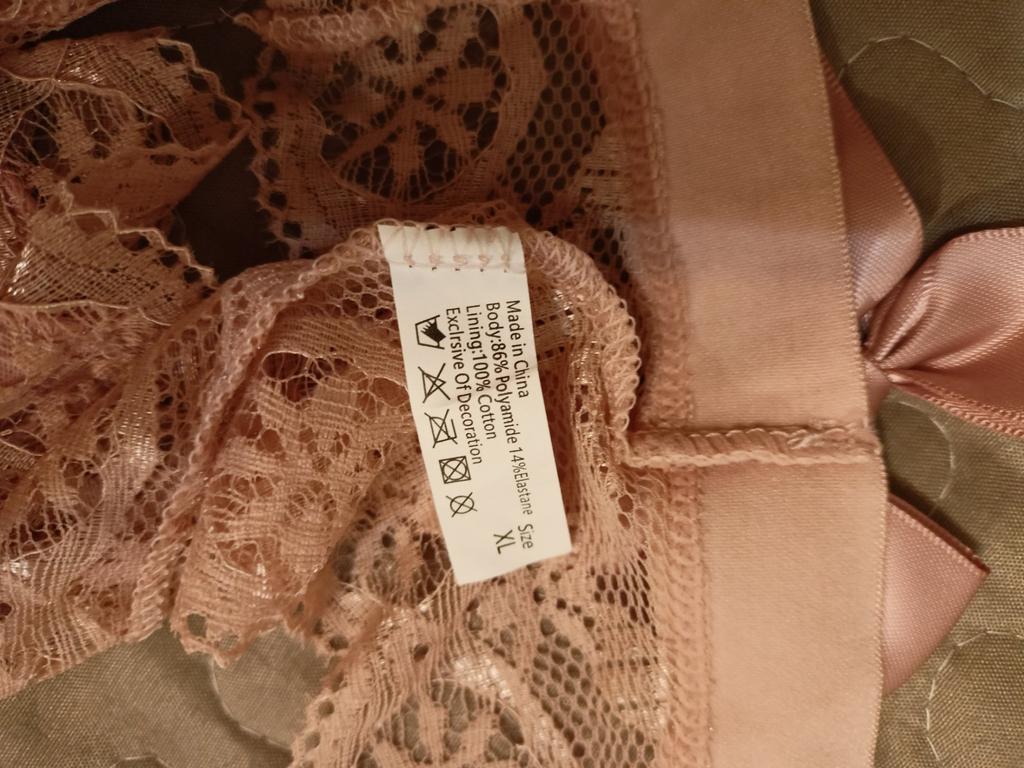 Made in China
Body:86% Polyamide 14%Elastane
Lining:100% Cotton
Exclrsive Of Decoration
Size
XL